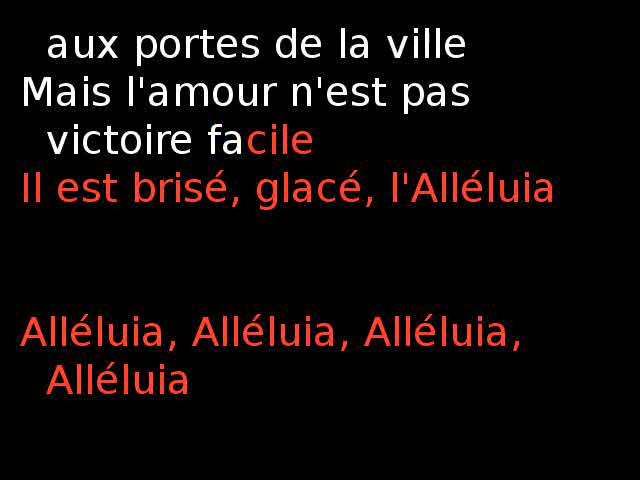 aux portes de la ville
Mais l'amour n'est pas
victoire facile
Il est brisé, glacé, l'Alléluia
Alléluia, Alléluia, Alléluia,
Alléluia